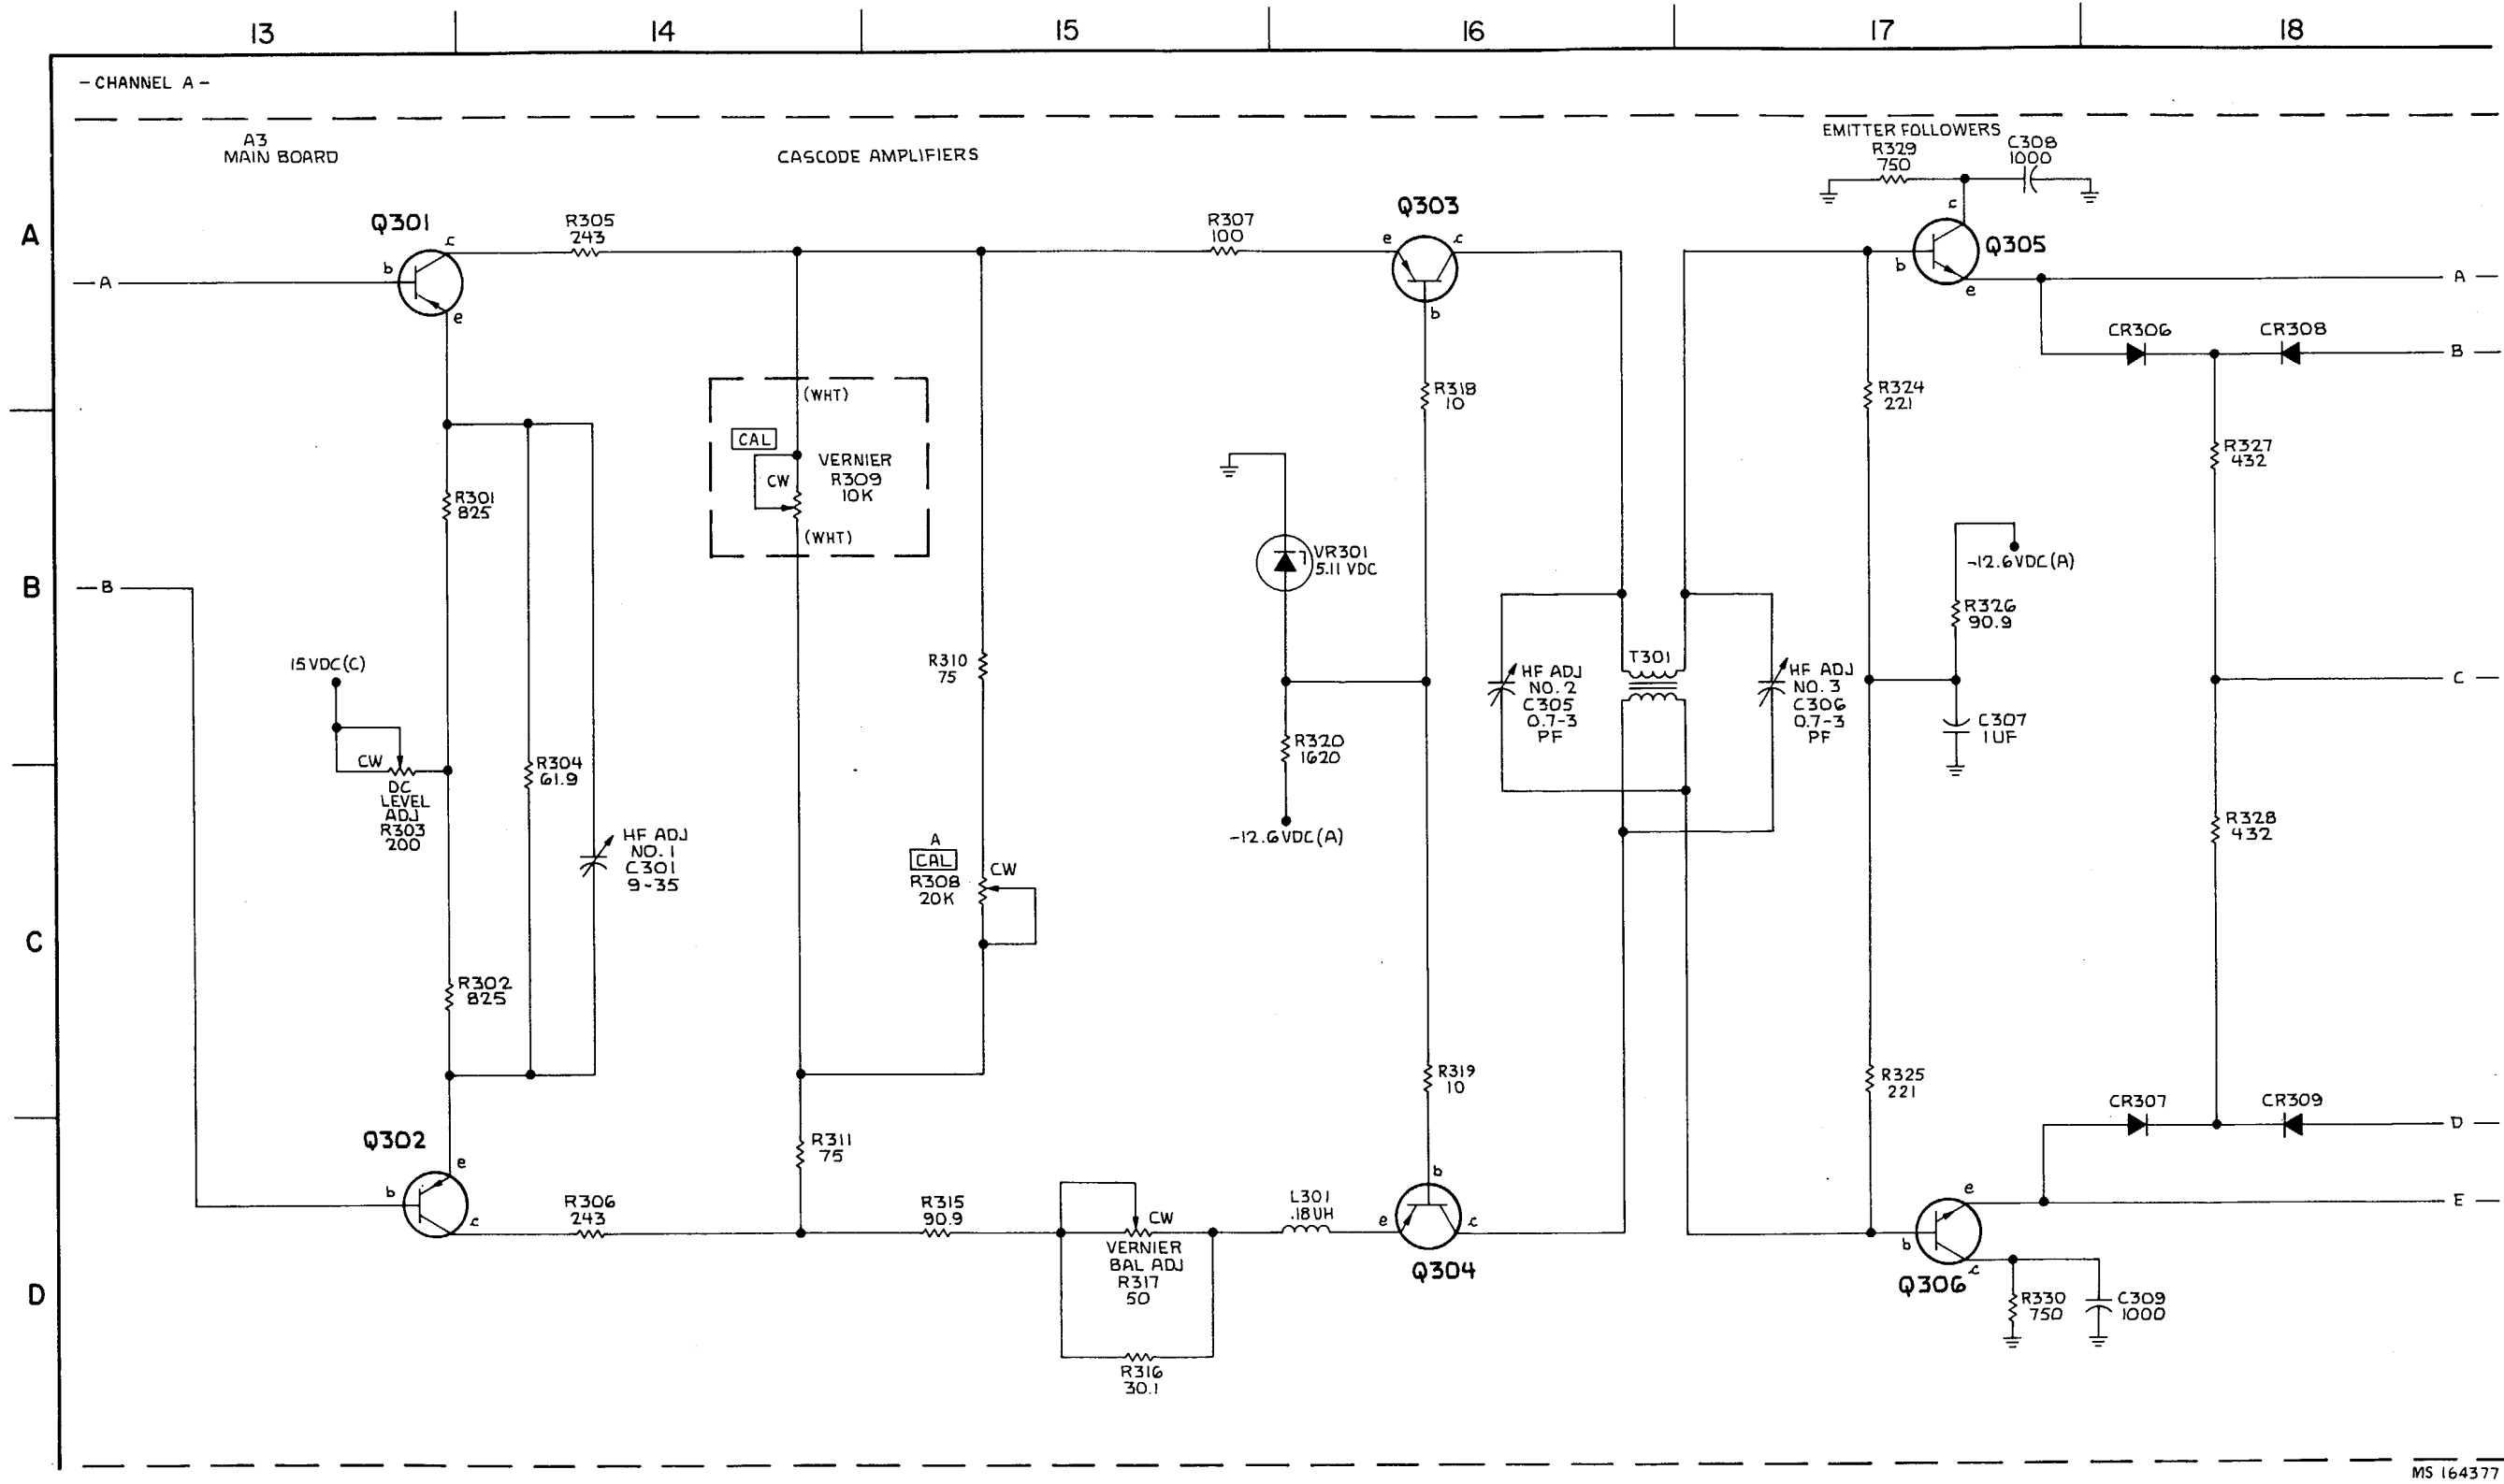 13 14 15 16 17 18
- CHANNEL A -
A3
MAIN BOARD
CASCODE AMPLIFIERS
EMITTER FOLLOWERS
R329
750
C308
1000
A
Q301
c
b
e
— A —
R305
243
R307
100
Q303
e
c
b
c
b
e
Q305
A —
CR306
CR308
B —
(WHT)
CAL
VERNIER
R309
10K
CW
(WHT)
R318
10
R324
221
R327
432
R301
825
VR301
5.11 VDC
-12.6VDC(A)
R326
90.9
B
— B —
15VDC(C)
CW
DC
LEVEL
ADJ
R303
200
R304
61.9
HF ADJ
NO. 1
C301
9-35
R310
75
A
CAL
R308
20K
CW
R320
1620
-12.6VDC(A)
HF ADJ
NO. 2
C305
0.7-3
PF
T301
HF ADJ
NO. 3
C306
0.7-3
PF
C307
1UF
C —
R328
432
C
R302
825
R319
10
R325
221
CR307
CR309
D —
Q302
e
b
c
R306
243
R311
75
R315
90.9
CW
VERNIER
BAL ADJ
R317
50
R316
30.1
L301
.18UH
b
e
c
Q304
e
b
c
Q306
E —
R330
750
C309
1000
D
MS 164377